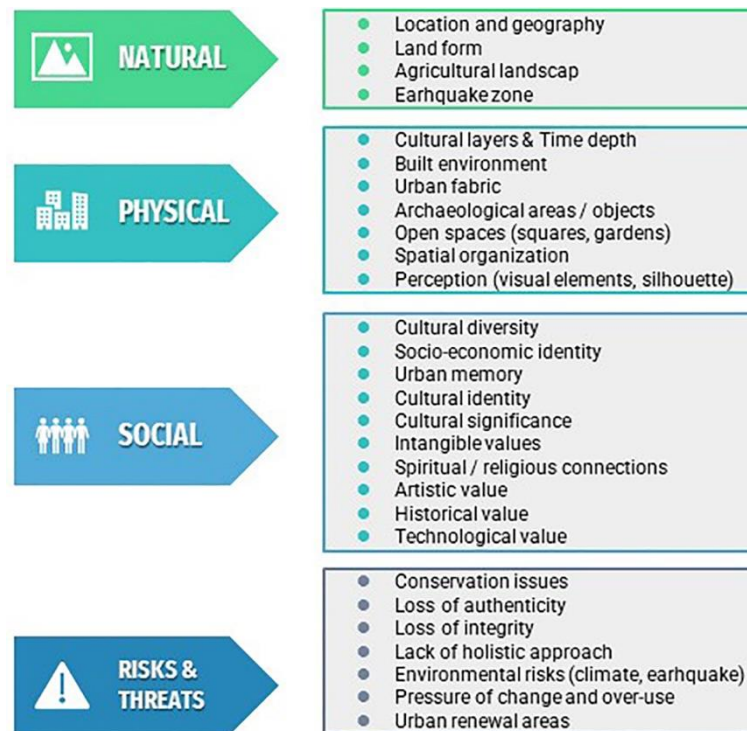 NATURAL
Location and geography
Land form
Agricultural landscap
Earhquake zone
PHYSICAL
Cultural layers & Time depth
Built environment
Urban fabric
Archaeological areas / objects
Open spaces (squares, gardens)
Spatial organization
Perception (visual elements, silhouette)
SOCIAL
Cultural diversity
Socio-economic identity
Urban memory
Cultural identity
Cultural significance
Intangible values
Spiritual / religious connections
Artistic value
Historical value
Technological value
RISKS &
THREATS
Conservation issues
Loss of authenticity
Loss of integrity
Lack of holistic approach
Environmental risks (climate, earhquake)
Pressure of change and over-use
Urban renewal areas